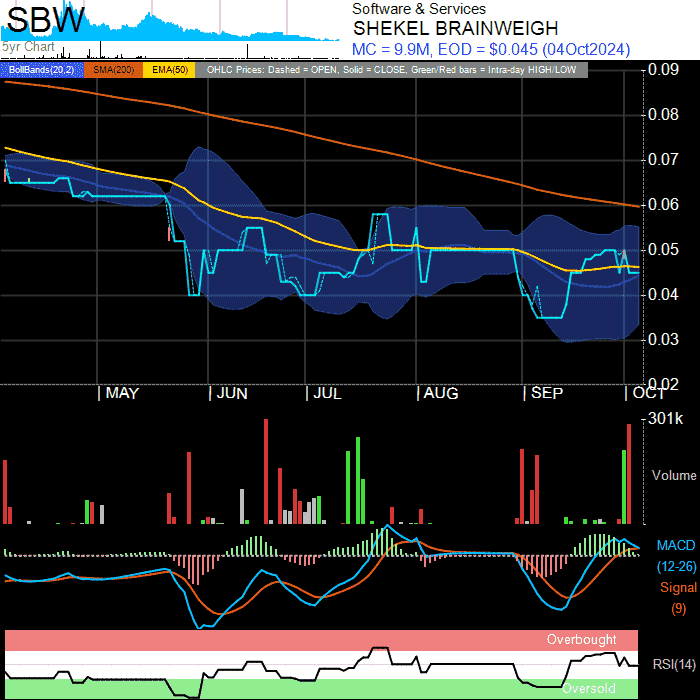 SBW
5yr Chart
Software & Services
SHEKEL BRAINWEIGH
MC = 9.9M, EOD = $0.045 (04Oct2024)
BollBands(20,2) SMA(200) EMA(50) OHLC Prices: Dashed = OPEN, Solid = CLOSE, Green/Red bars = Intra-day HIGH/LOW
0.09
0.08
0.07
0.06
0.05
0.04
0.03
0.02
MAY JUN JUL AUG SEP OCT
301k
Volume
MACD
(12-26)
Signal
(9)
Overbought
RSI(14)
Oversold